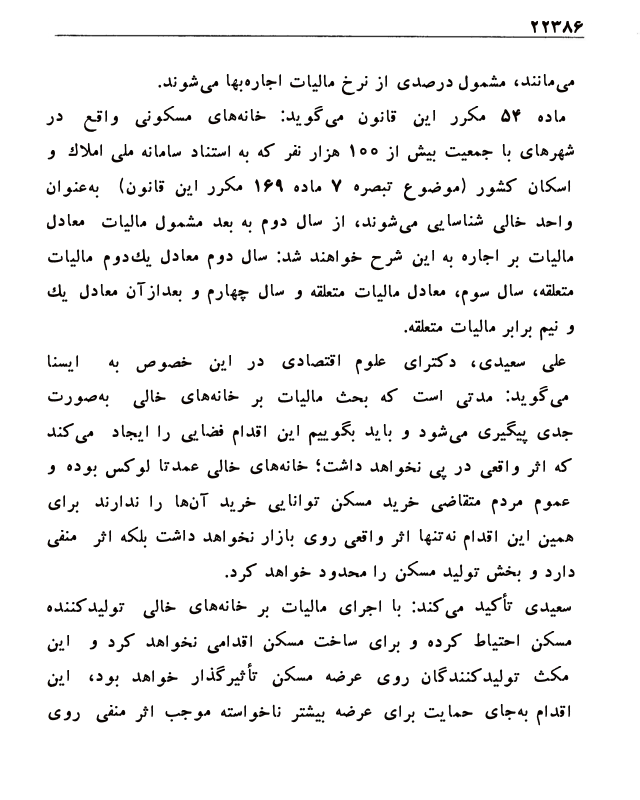 ۲۲۳۸۶
می‌مانند، مشمول درصدی از نرخ مالیات اجاره‌بها می‌شوند.
ماده ۵۴ مکرر این قانون می‌گوید: خانه‌های مسکونی واقع در
شهرهای با جمعیت بیش از ۱۰۰ هزار نفر که به استناد سامانه ملی املاك و
اسکان کشور (موضوع تبصره ۷ ماده ۱۶۹ مکرر این قانون) به‌عنوان
واحد خالی شناسایی می‌شوند، از سال دوم به بعد مشمول مالیات معادل
مالیات بر اجاره به این شرح خواهند شد: سال دوم معادل یك‌دوم مالیات
متعلقه، سال سوم، معادل مالیات متعلقه و سال چهارم و بعدازآن معادل یك
و نیم برابر مالیات متعلقه.
علی سعیدی، دکترای علوم اقتصادی در این خصوص به ایسنا
می‌گوید: مدتی است که بحث مالیات بر خانه‌های خالی به‌صورت
جدی پیگیری می‌شود و باید بگوییم این اقدام فضایی را ایجاد می‌کند
که اثر واقعی در پی نخواهد داشت؛ خانه‌های خالی عمدتا لوکس بوده و
عموم مردم متقاضی خرید مسکن توانایی خرید آن‌ها را ندارند برای
همین این اقدام نه‌تنها اثر واقعی روی بازار نخواهد داشت بلکه اثر منفی
دارد و بخش تولید مسکن را محدود خواهد کرد.
سعیدی تأکید می‌کند: با اجرای مالیات بر خانه‌های خالی تولیدکننده
مسکن احتیاط کرده و برای ساخت مسکن اقدامی نخواهد کرد و این
مکث تولیدکنندگان روی عرضه مسکن تأثیرگذار خواهد بود، این
اقدام به‌جای حمایت برای عرضه بیشتر ناخواسته موجب اثر منفی روی